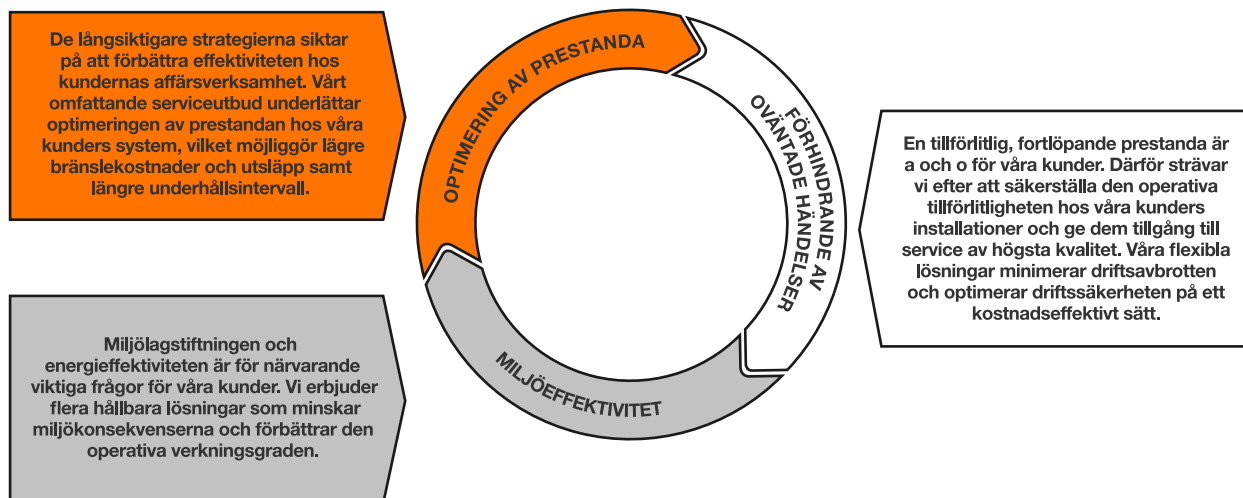 De långsiktigare strategierna siktar
på att förbättra effektiviteten hos
kundernas affärsverksamhet. Vårt
omfattande serviceutbud underlättar
optimeringen av prestandan hos våra
kunders system, vilket möjliggör lägre
bränslekostnader och utsläpp samt
längre underhållsintervall.
OPTIMERING AV PRESTANDA
FÖRHINDRANDE AV
OVÄNTADE HÄNDELSER
En tillförlitlig, fortlöpande prestanda är
a och o för våra kunder. Därför strävar
vi efter att säkerställa den operativa
tillförlitligheten hos våra kunders
installationer och ge dem tillgång till
service av högsta kvalitet. Våra flexibla
lösningar minimerar driftsavbrotten
och optimerar driftssäkerheten på ett
kostnadseffektivt sätt.
Miljölagstiftningen och
energieffektiviteten är för närvarande
viktiga frågor för våra kunder. Vi erbjuder
flera hållbara lösningar som minskar
miljökonsekvenserna och förbättrar den
operativa verkningsgraden.
MILJÖEFFEKTIVITET